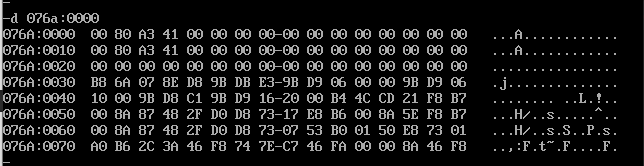 -d 076a:0000
076A:0000 00 80 A3 41 00 00 00 00-00 00 00 00 00 00 00 00 ...A............
076A:0010 00 80 A3 41 00 00 00 00-00 00 00 00 00 00 00 00 ...A............
076A:0020 00 00 00 00 00 00 00 00-00 00 00 00 00 00 00 00 ................
076A:0030 B8 6A 07 8E D8 9B DB E3-9B D9 06 00 00 9B D9 06 .j..............
076A:0040 10 00 9B D8 C1 9B D9 16-20 00 B4 4C CD 21 F8 B7 ........ ..L.!..
076A:0050 00 8A 87 48 2F D0 D8 73-17 E8 B6 00 8A 5E F8 B7 ...H/..s.....^..
076A:0060 00 8A 87 48 2F D0 D8 73-07 53 B0 01 50 E8 73 01 ...H/..s.S..P.s.
076A:0070 A0 B6 2C 3A 46 F8 74 7E-C7 46 FA 00 00 8A 46 F8 ..,:F.t~.F....F.
-